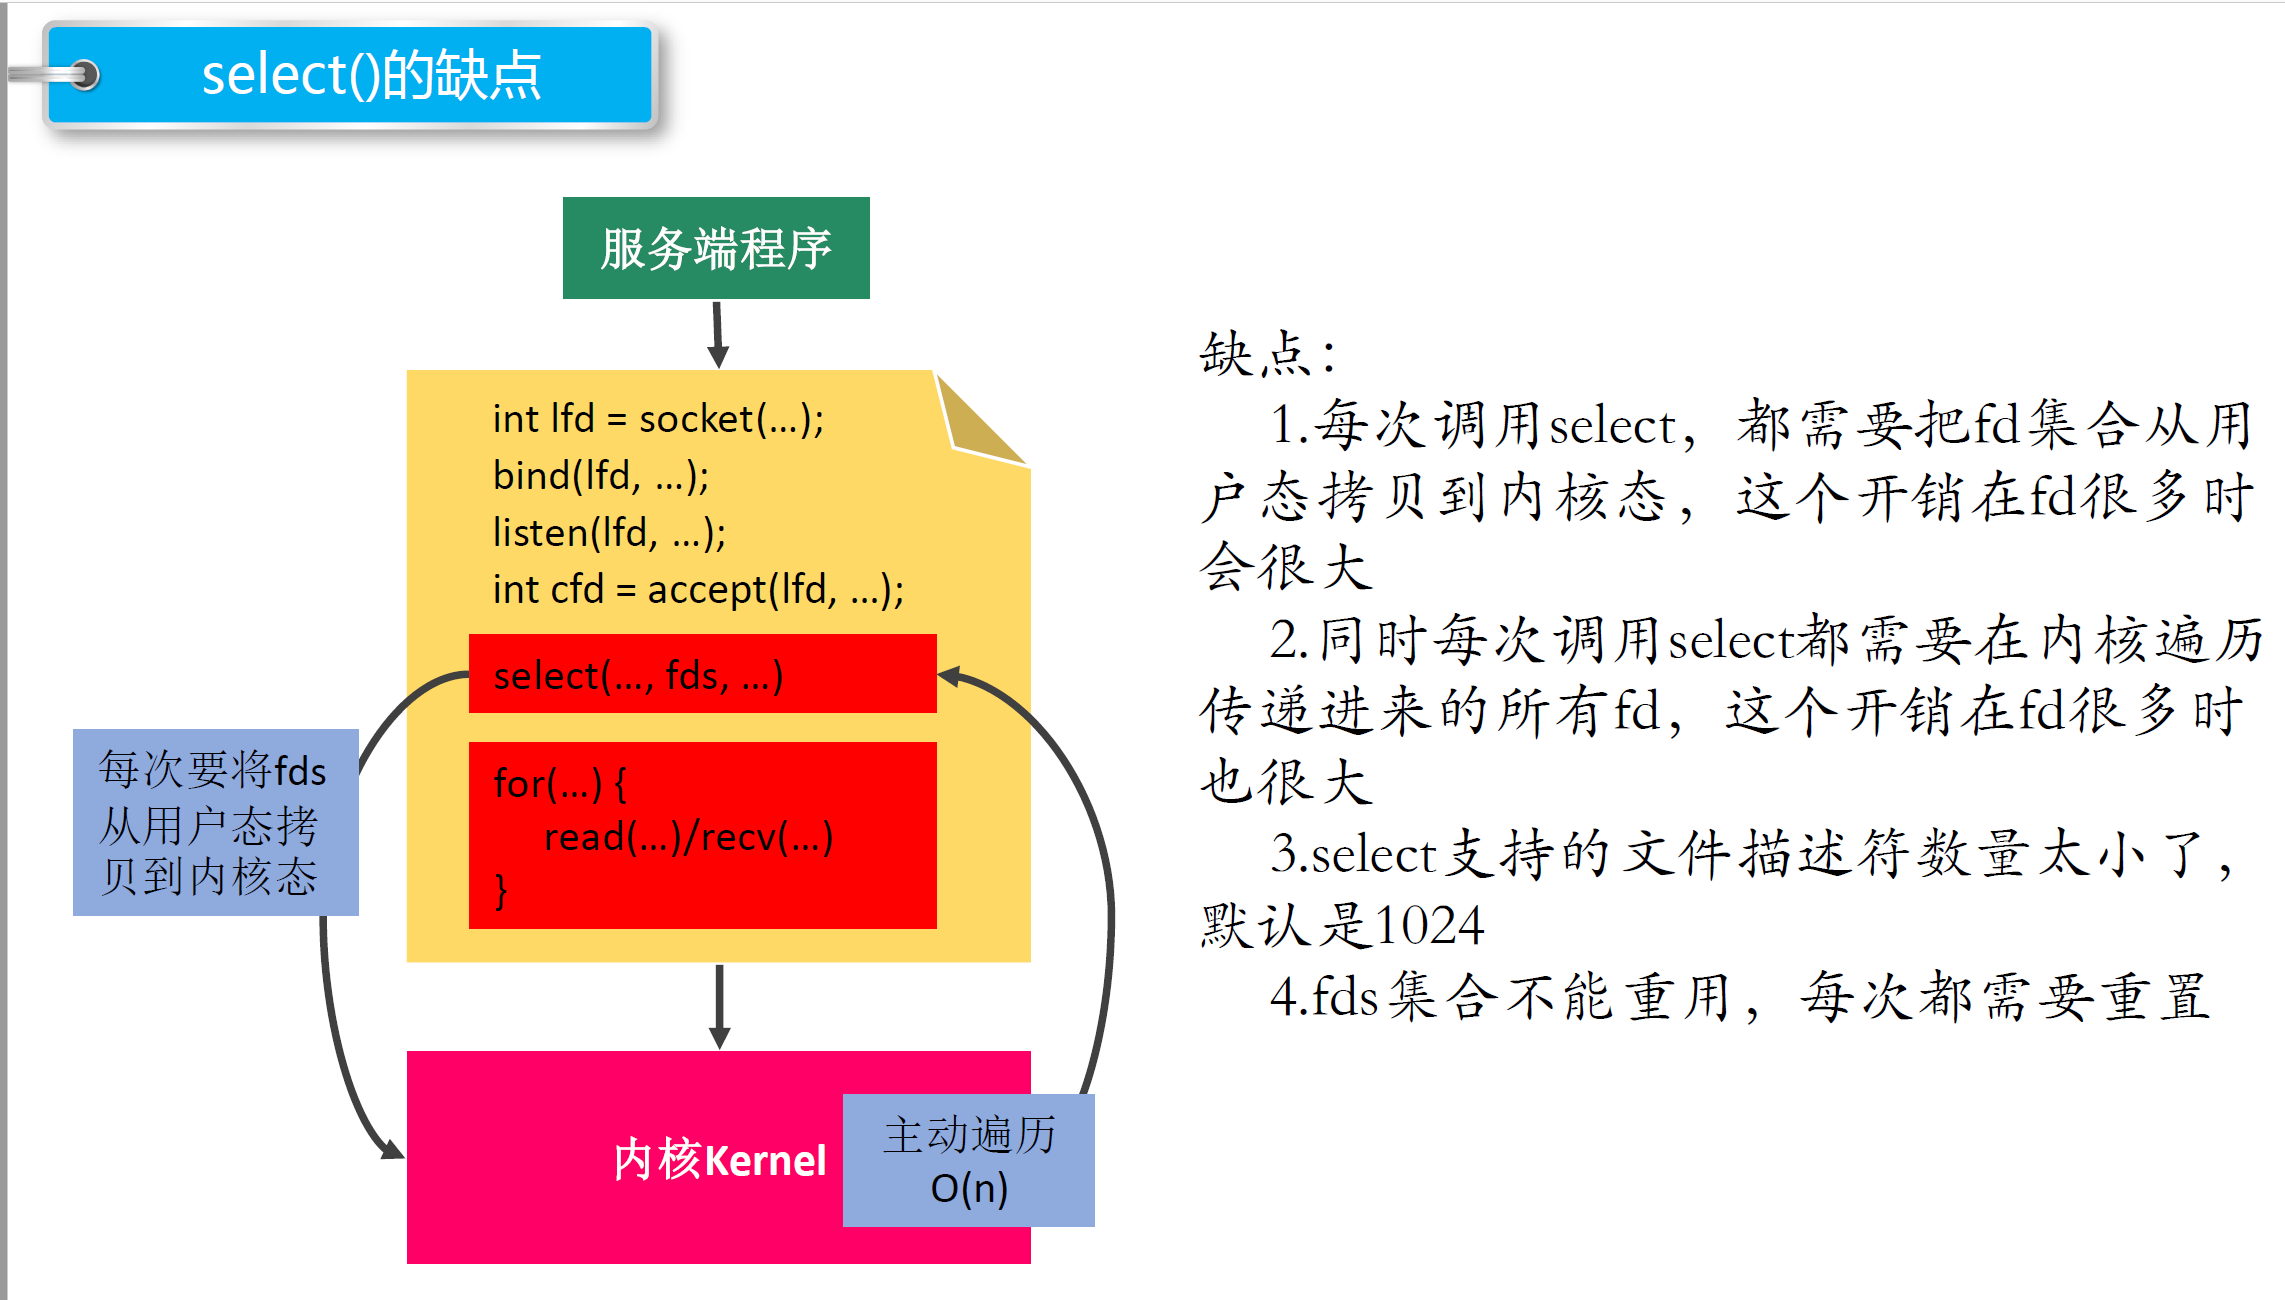 select()的缺点
服务端程序
int lfd = socket(...);
bind(lfd, ...);
listen(lfd, ...);
int cfd = accept(lfd, ...);
select(..., fds, ...)
for(...) {
read(...)/recv(...)
}
每次要将fds
从用户态拷
贝到内核态
内核Kernel
主动遍历
O(n)
缺点：
1.每次调用select，都需要把fd集合从用
户态拷贝到内核态，这个开销在fd很多时
会很大
2.同时每次调用select都需要在内核遍历
传递进来的所有fd，这个开销在fd很多时
也很大
3.select支持的文件描述符数量太小了，
默认是1024
4.fds集合不能重用，每次都需要重置